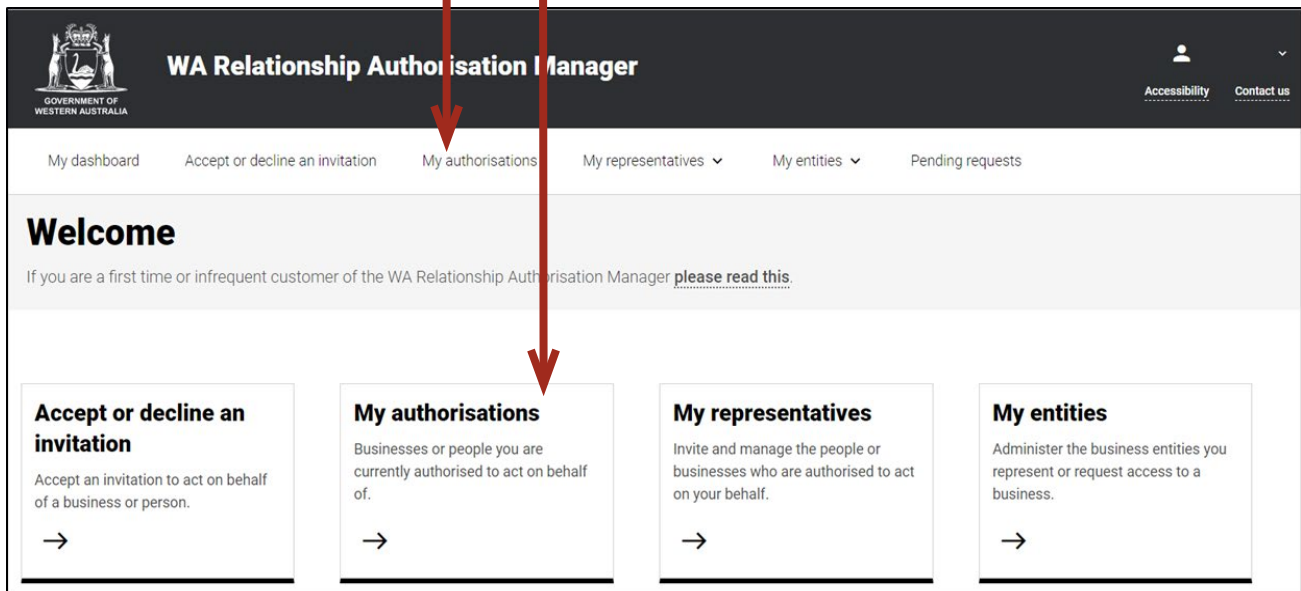 WA Relationship Authorisation Manager
GOVERNMENT OF
WESTERN AUSTRALIA
Accessibility
Contact us
My dashboard
Accept or decline an invitation
My authorisations
My representatives
My entities
Pending requests
Welcome
If you are a first time or infrequent customer of the WA Relationship Authorisation Manager please read this.
Accept or decline an
invitation
Accept an invitation to act on behalf
of a business or person.
My authorisations
Businesses or people you are
currently authorised to act on behalf
of.
My representatives
Invite and manage the people or
businesses who are authorised to act
on your behalf.
My entities
Administer the business entities you
represent or request access to a
business.